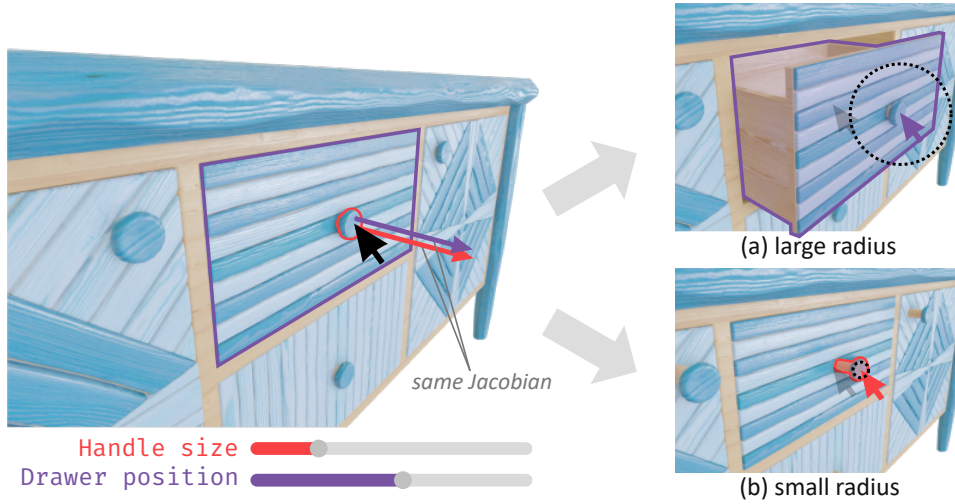 same Jacobian
Handle size
Drawer position
(a) large radius
(b) small radius